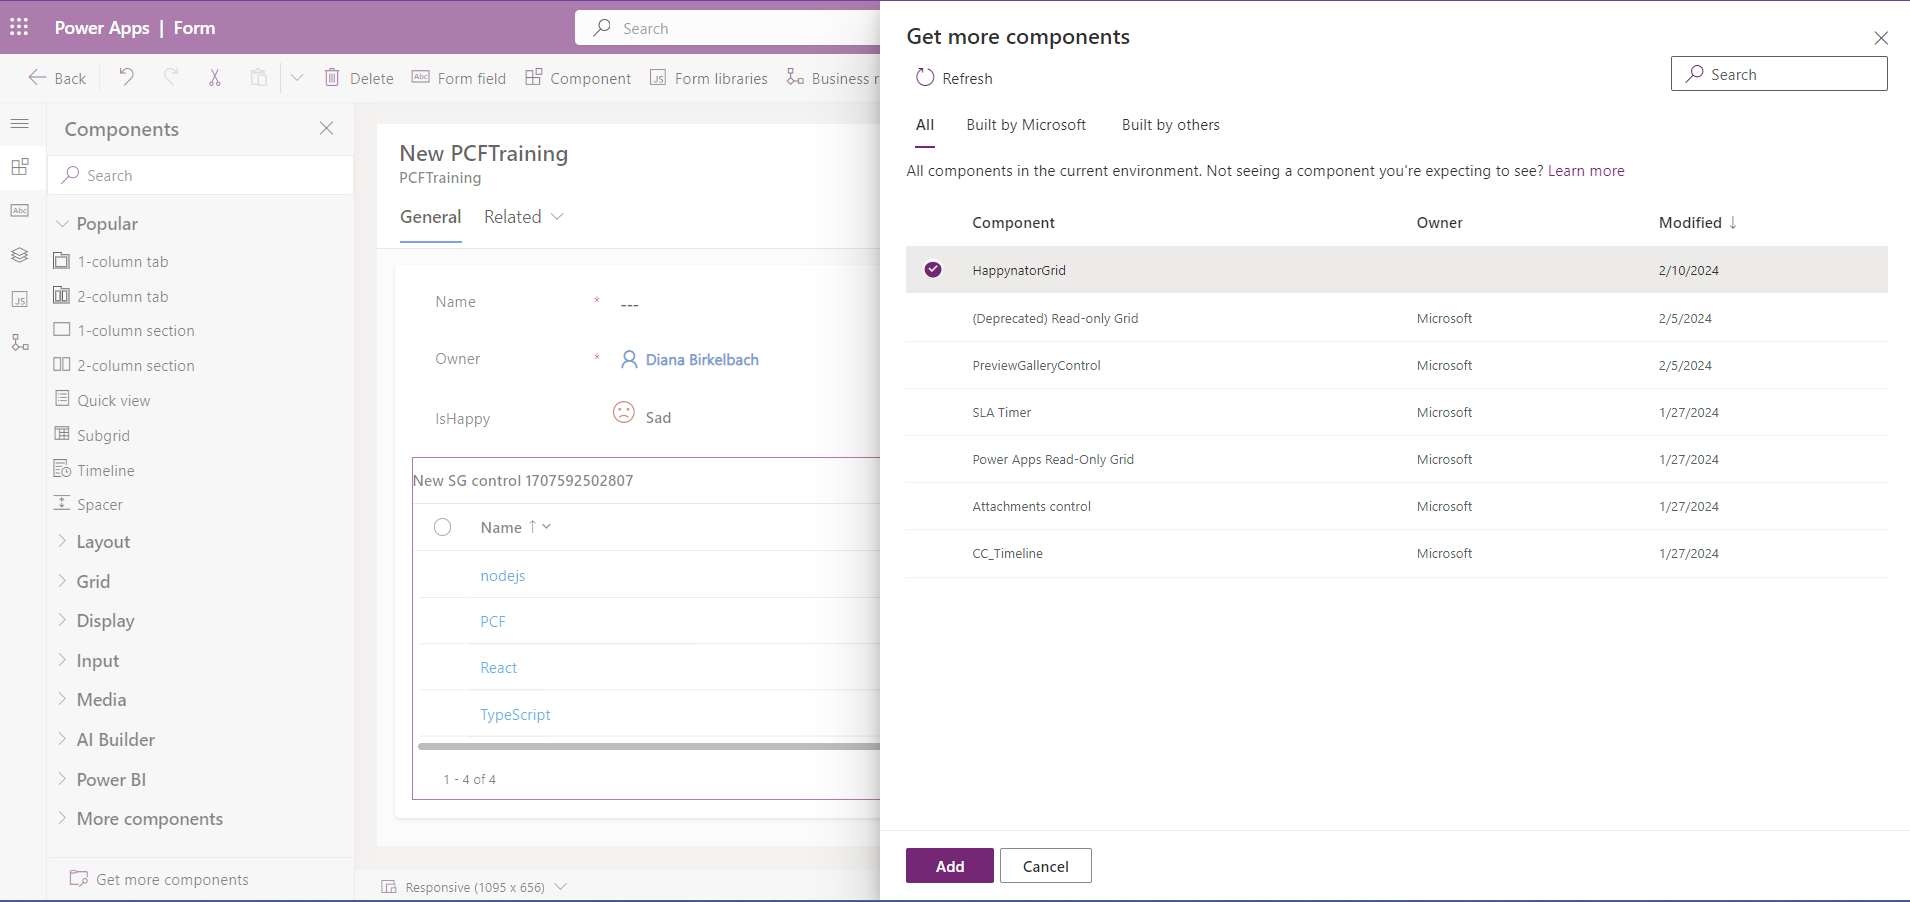 Power Apps | Form
Search
Back
Delete
Abc Form field
Component
JS Form libraries
Business r
Components
Search
Abc
JS
Popular
1-column tab
2-column tab
1-column section
2-column section
Quick view
Subgrid
Timeline
Spacer
Layout
Grid
Display
Input
Media
AI Builder
Power BI
More components
Get more components
New PCFTraining
PCFTraining
General Related
Name * ---
Owner * Diana Birkelbach
IsHappy Sad
New SG control 1707592502807
Name ↑
nodejs
PCF
React
TypeScript
1 - 4 of 4
Responsive (1095 x 656)
Get more components
Refresh
Search
All Built by Microsoft Built by others
All components in the current environment. Not seeing a component you're expecting to see? Learn more
Component Owner Modified ↓
HappynatorGrid 2/10/2024
(Deprecated) Read-only Grid Microsoft 2/5/2024
PreviewGalleryControl Microsoft 2/5/2024
SLA Timer Microsoft 1/27/2024
Power Apps Read-Only Grid Microsoft 1/27/2024
Attachments control Microsoft 1/27/2024
CC_Timeline Microsoft 1/27/2024
Add Cancel